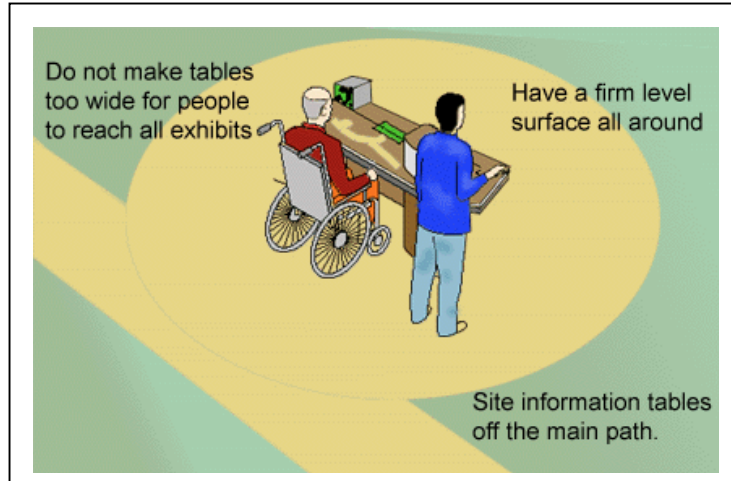 Do not make tables
too wide for people
to reach all exhibits
Have a firm level
surface all around
Site information tables
off the main path.